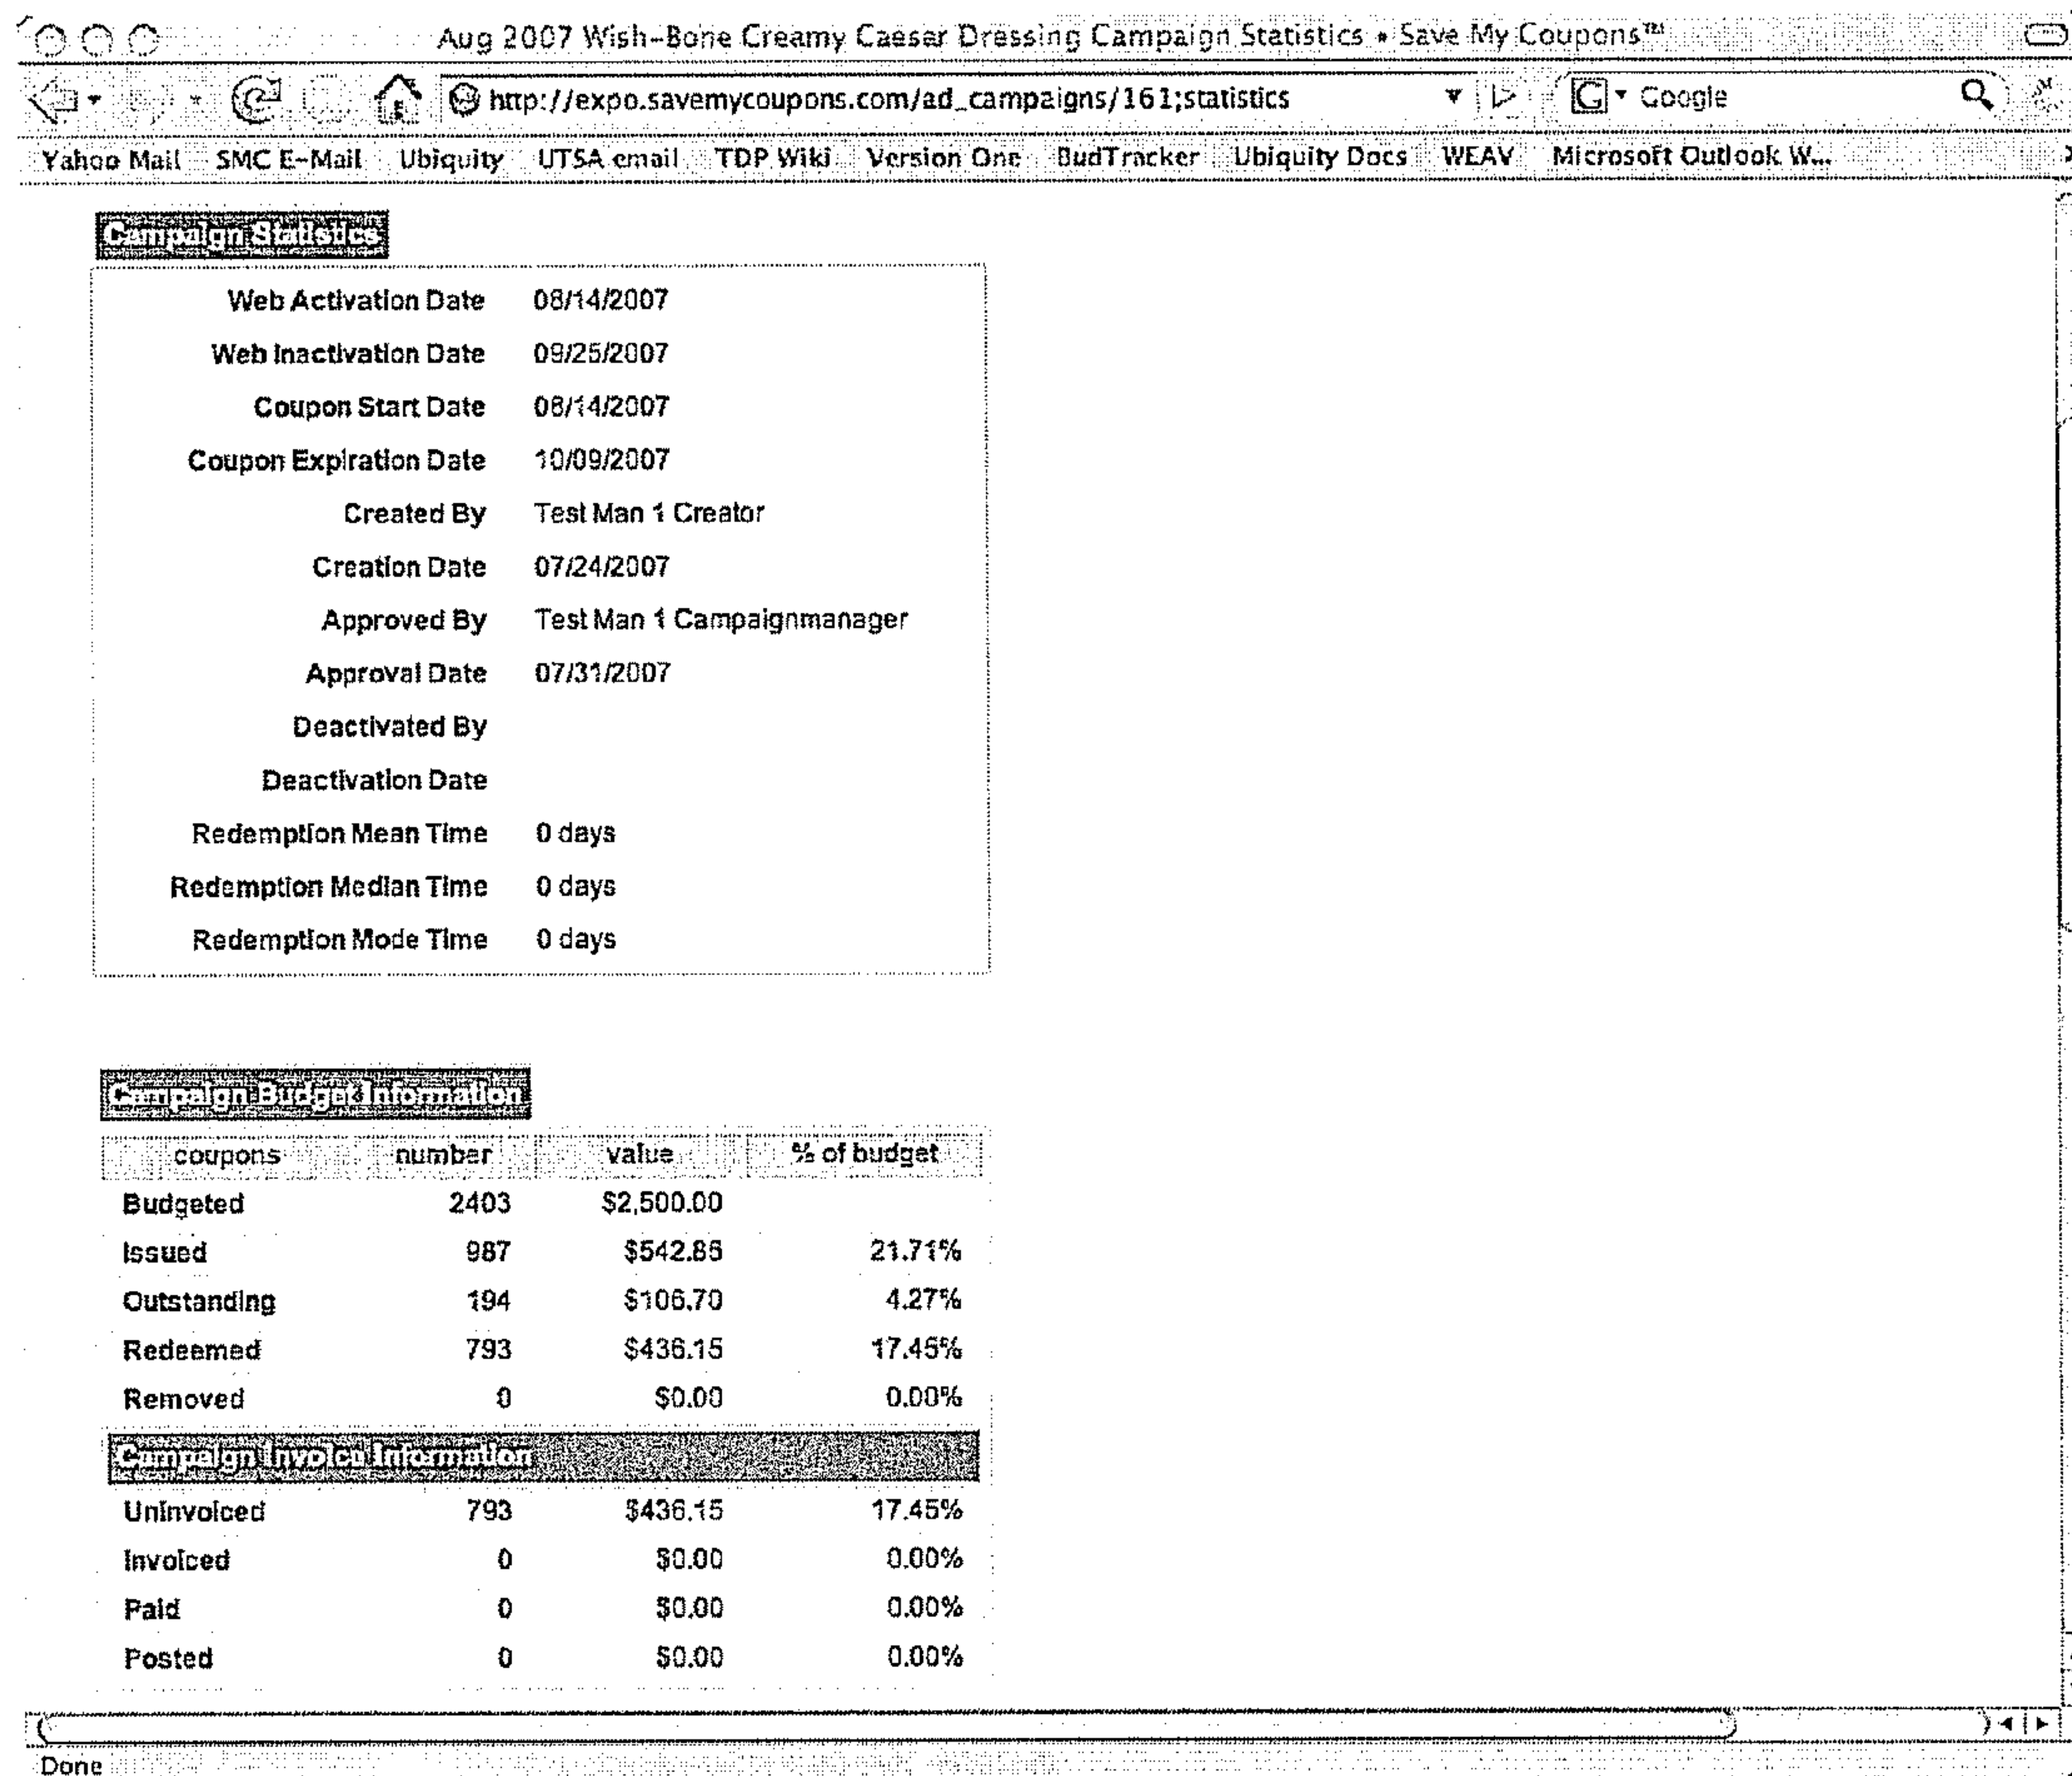 Aug 2007 Wish-Bone Creamy Caesar Dressing Campaign Statistics • Save My Coupons™
http://expo.savemycoupons.com/ad_campaigns/161;statistics G Google
Yahoo Mail SMC E-Mail Ubiquity UTSA email TDP Wiki Version One BudTracker Ubiquity Docs WEAV Microsoft Outlook W...
Campaign Statistics
Web Activation Date 08/14/2007
Web Inactivation Date 09/25/2007
Coupon Start Date 08/14/2007
Coupon Expiration Date 10/09/2007
Created By Test Man 1 Creator
Creation Date 07/24/2007
Approved By Test Man 1 Campaignmanager
Approval Date 07/31/2007
Deactivated By
Deactivation Date
Redemption Mean Time 0 days
Redemption Median Time 0 days
Redemption Mode Time 0 days
Campaign Budget Information
coupons number value % of budget
Budgeted 2403 $2,500.00
Issued 987 $542.85 21.71%
Outstanding 194 $106.70 4.27%
Redeemed 793 $436.15 17.45%
Removed 0 $0.00 0.00%
Campaign Invoice Information
Uninvoiced 793 $436.15 17.45%
Invoiced 0 $0.00 0.00%
Paid 0 $0.00 0.00%
Posted 0 $0.00 0.00%
Done